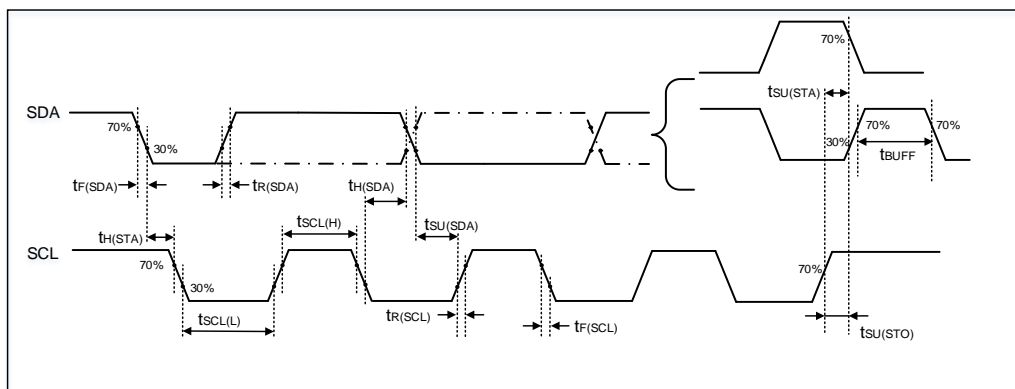 70%
tSU(STA)
SDA
70%
30%
30%
70%
70%
tBUFF
tF(SDA)
tR(SDA)
tH(SDA)
tH(STA)
tSCL(H)
tSU(SDA)
SCL
70%
30%
70%
tSCL(L)
tR(SCL)
tF(SCL)
tSU(STO)